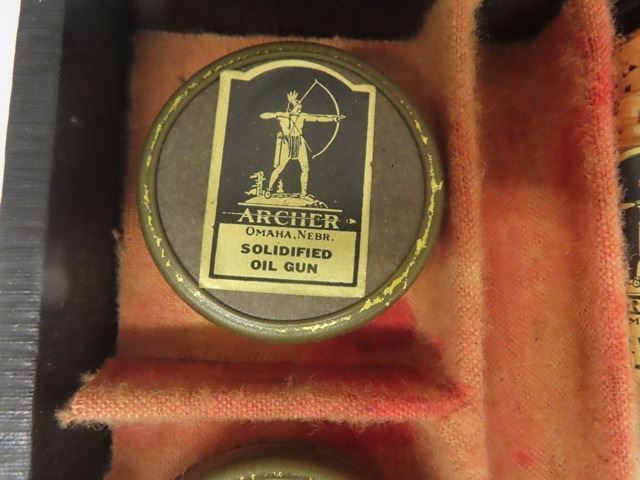 ARCHER
OMAHA, NEBR.
SOLIDIFIED
OIL GUN